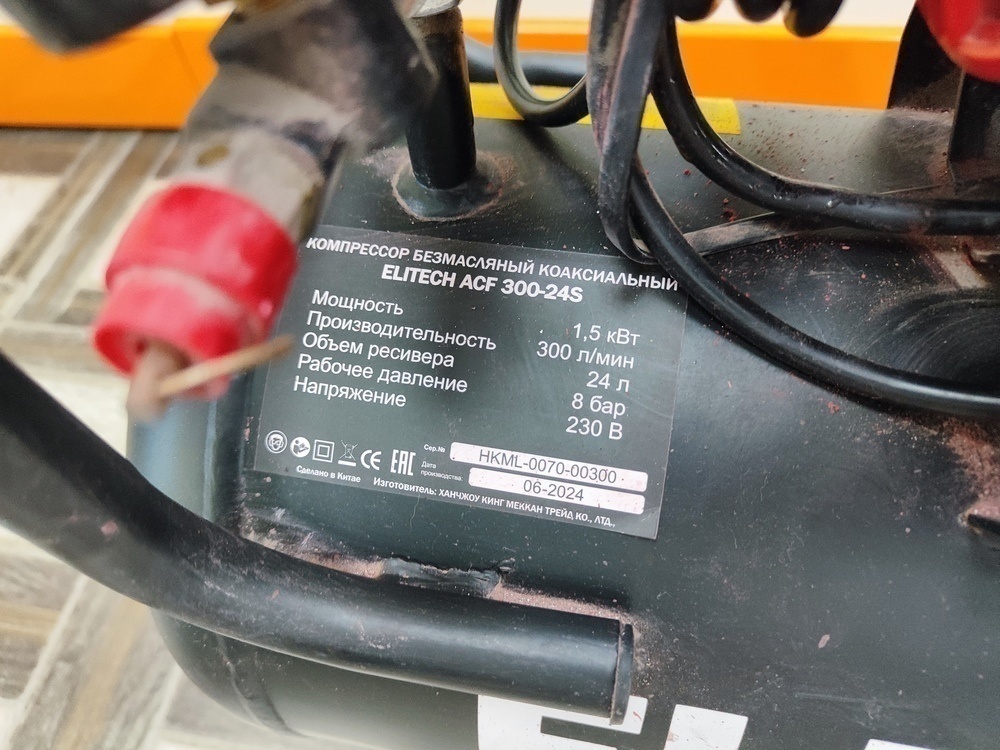 КОМПРЕССОР БЕЗМАСЛЯНЫЙ КОАКСИАЛЬНЫЙ
ELITECH ACF 300-24S
Мощность 1,5 кВт
Производительность 300 л/мин
Объем ресивера 24 л
Рабочее давление 8 бар
Напряжение 230 В
Сер.№ HKML-0070-00300
CE EAC Дата производства 06-2024
Сделано в Китае Изготовитель: ХАНЧЖОУ КИНГ МЕККАН ТРЕЙД КО., ЛТД.,